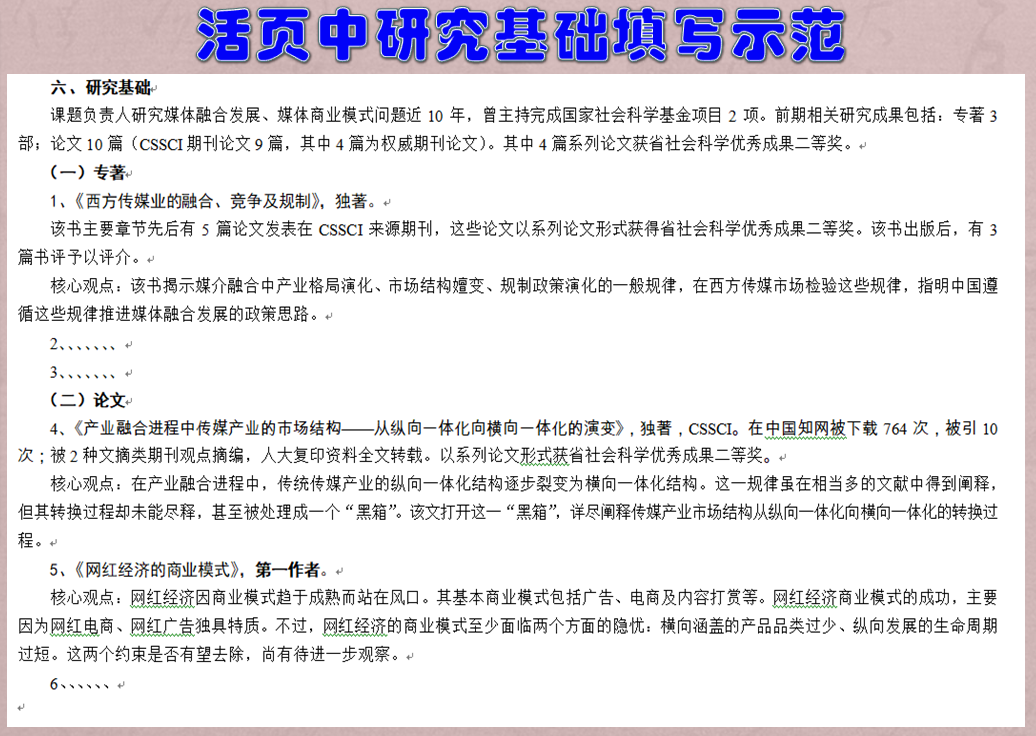 活页中研究基础填写示范
六、研究基础
课题负责人研究媒体融合发展、媒体商业模式问题近 10 年，曾主持完成国家社会科学基金项目 2 项。前期相关研究成果包括：专著 3
部；论文 10 篇（CSSCI 期刊论文 9 篇，其中 4 篇为权威期刊论文）。其中 4 篇系列论文获省社会科学优秀成果二等奖。
（一）专著
1、《西方传媒业的融合、竞争及规制》，独著。
该书主要章节先后有 5 篇论文发表在 CSSCI 来源期刊，这些论文以系列论文形式获得省社会科学优秀成果二等奖。该书出版后，有 3
篇书评予以评介。
核心观点：该书揭示媒介融合中产业格局演化、市场结构嬗变、规制政策演化的一般规律，在西方传媒市场检验这些规律，指明中国遵
循这些规律推进媒体融合发展的政策思路。
2、、、、、、、
3、、、、、、、
（二）论文
4、《产业融合进程中传媒产业的市场结构——从纵向一体化向横向一体化的演变》，独著，CSSCI。在中国知网被下载 764 次，被引 10
次；被 2 种文摘类期刊观点摘编，人大复印资料全文转载。以系列论文形式获省社会科学优秀成果二等奖。
核心观点：在产业融合进程中，传统传媒产业的纵向一体化结构逐步裂变为横向一体化结构。这一规律虽在相当多的文献中得到阐释，
但其转换过程却未能尽释，甚至被处理成一个“黑箱”。该文打开这一“黑箱”，详尽阐释传媒产业市场结构从纵向一体化向横向一体化的转换过
程。
5、《网红经济的商业模式》，第一作者。
核心观点：网红经济因商业模式趋于成熟而站在风口。其基本商业模式包括广告、电商及内容打赏等。网红经济商业模式的成功，主要
因为网红电商、网红广告独具特质。不过，网红经济的商业模式至少面临两个方面的隐忧：横向涵盖的产品品类过少、纵向发展的生命周期
过短。这两个约束是否有望去除，尚有待进一步观察。
6、、、、、、